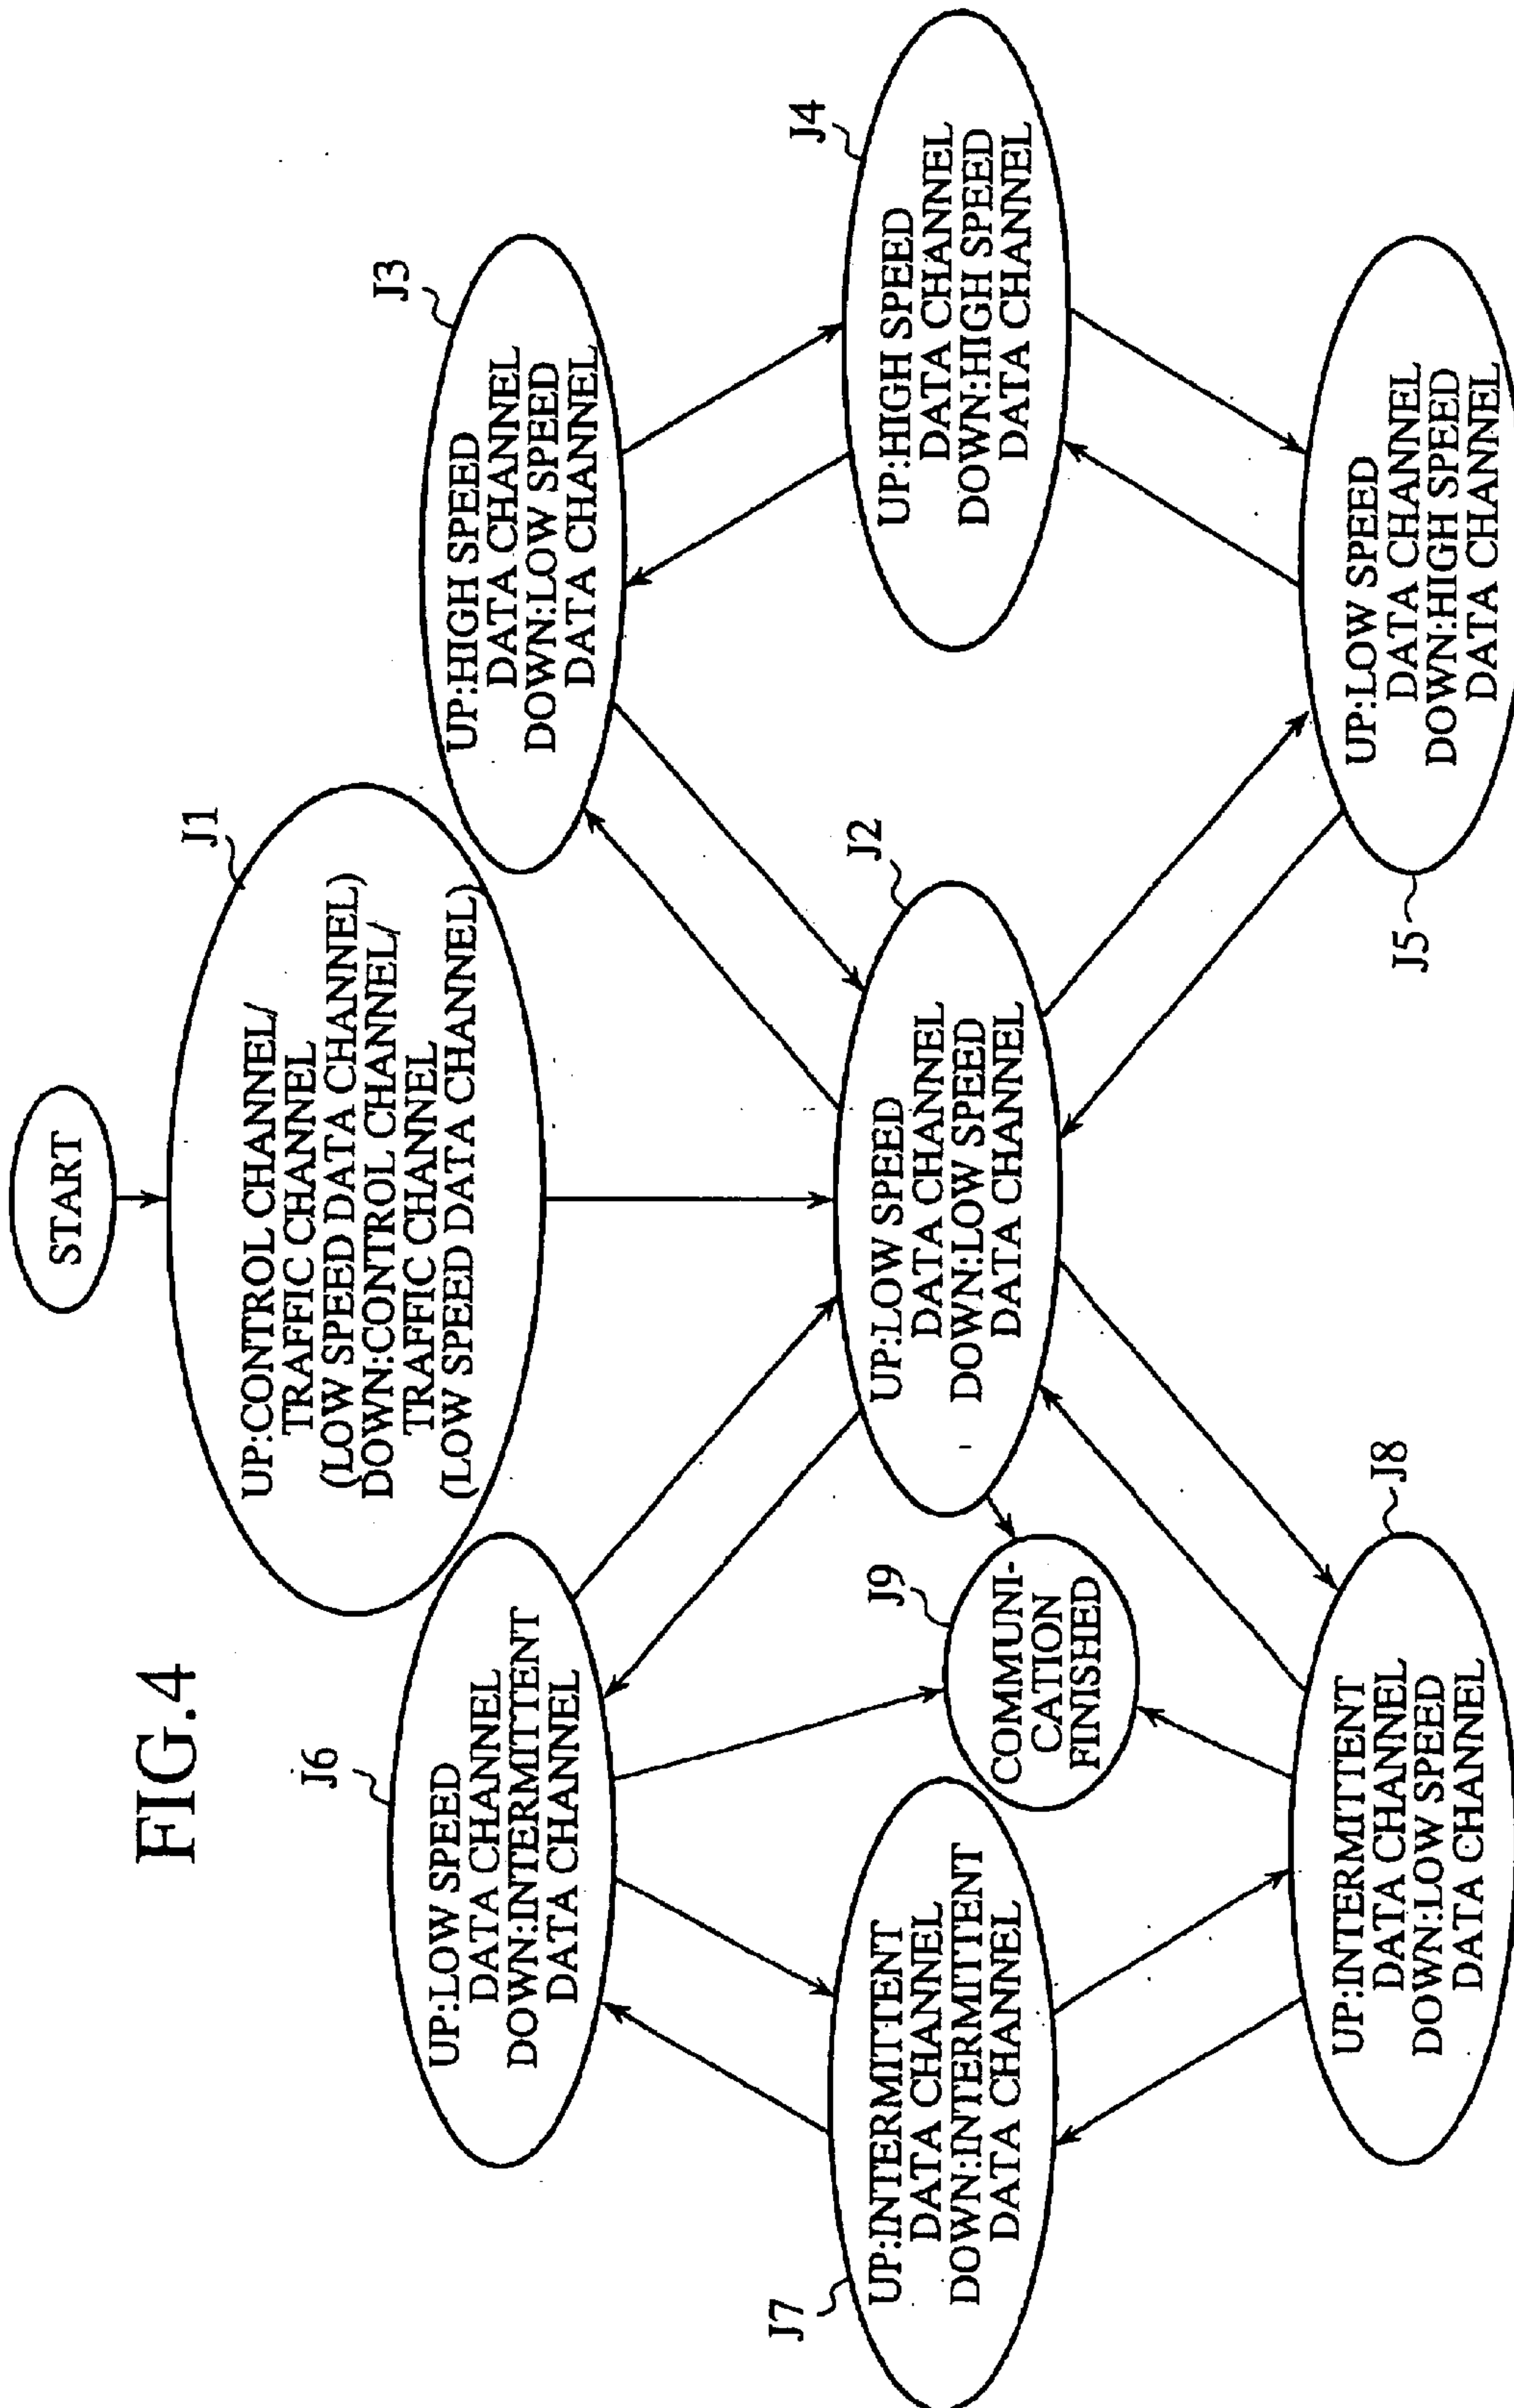 FIG.4
START
J1
UP:CONTROL CHANNEL/
TRAFFIC CHANNEL
(LOW SPEED DATA CHANNEL)
DOWN:CONTROL CHANNEL/
TRAFFIC CHANNEL
(LOW SPEED DATA CHANNEL)
J6
UP:LOW SPEED
DATA CHANNEL
DOWN:INTERMITTENT
DATA CHANNEL
J3
UP:HIGH SPEED
DATA CHANNEL
DOWN:LOW SPEED
DATA CHANNEL
J7
UP:INTERMITTENT
DATA CHANNEL
DOWN:INTERMITTENT
DATA CHANNEL
J9
COMMUNI-
CATION
FINISHED
J2
UP:LOW SPEED
DATA CHANNEL
DOWN:LOW SPEED
DATA CHANNEL
J4
UP:HIGH SPEED
DATA CHANNEL
DOWN:HIGH SPEED
DATA CHANNEL
J8
UP:INTERMITTENT
DATA CHANNEL
DOWN:LOW SPEED
DATA CHANNEL
J5
UP:LOW SPEED
DATA CHANNEL
DOWN:HIGH SPEED
DATA CHANNEL